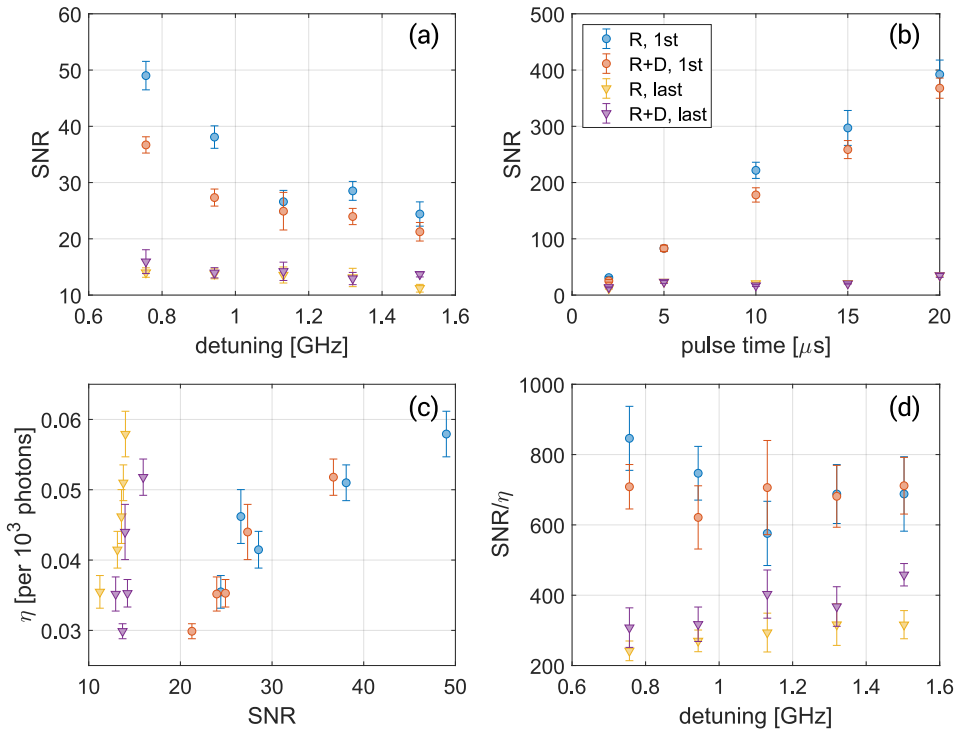 (a)
SNR
60
50
40
30
20
10
0.6 0.8 1 1.2 1.4 1.6
detuning [GHz]
(b)
R, 1st
R+D, 1st
R, last
R+D, last
SNR
500
400
300
200
100
0
0 5 10 15 20
pulse time [μs]
(c)
η [per 10³ photons]
0.06
0.05
0.04
0.03
10 20 30 40 50
SNR
(d)
SNR/η
1000
800
600
400
200
0.6 0.8 1 1.2 1.4 1.6
detuning [GHz]